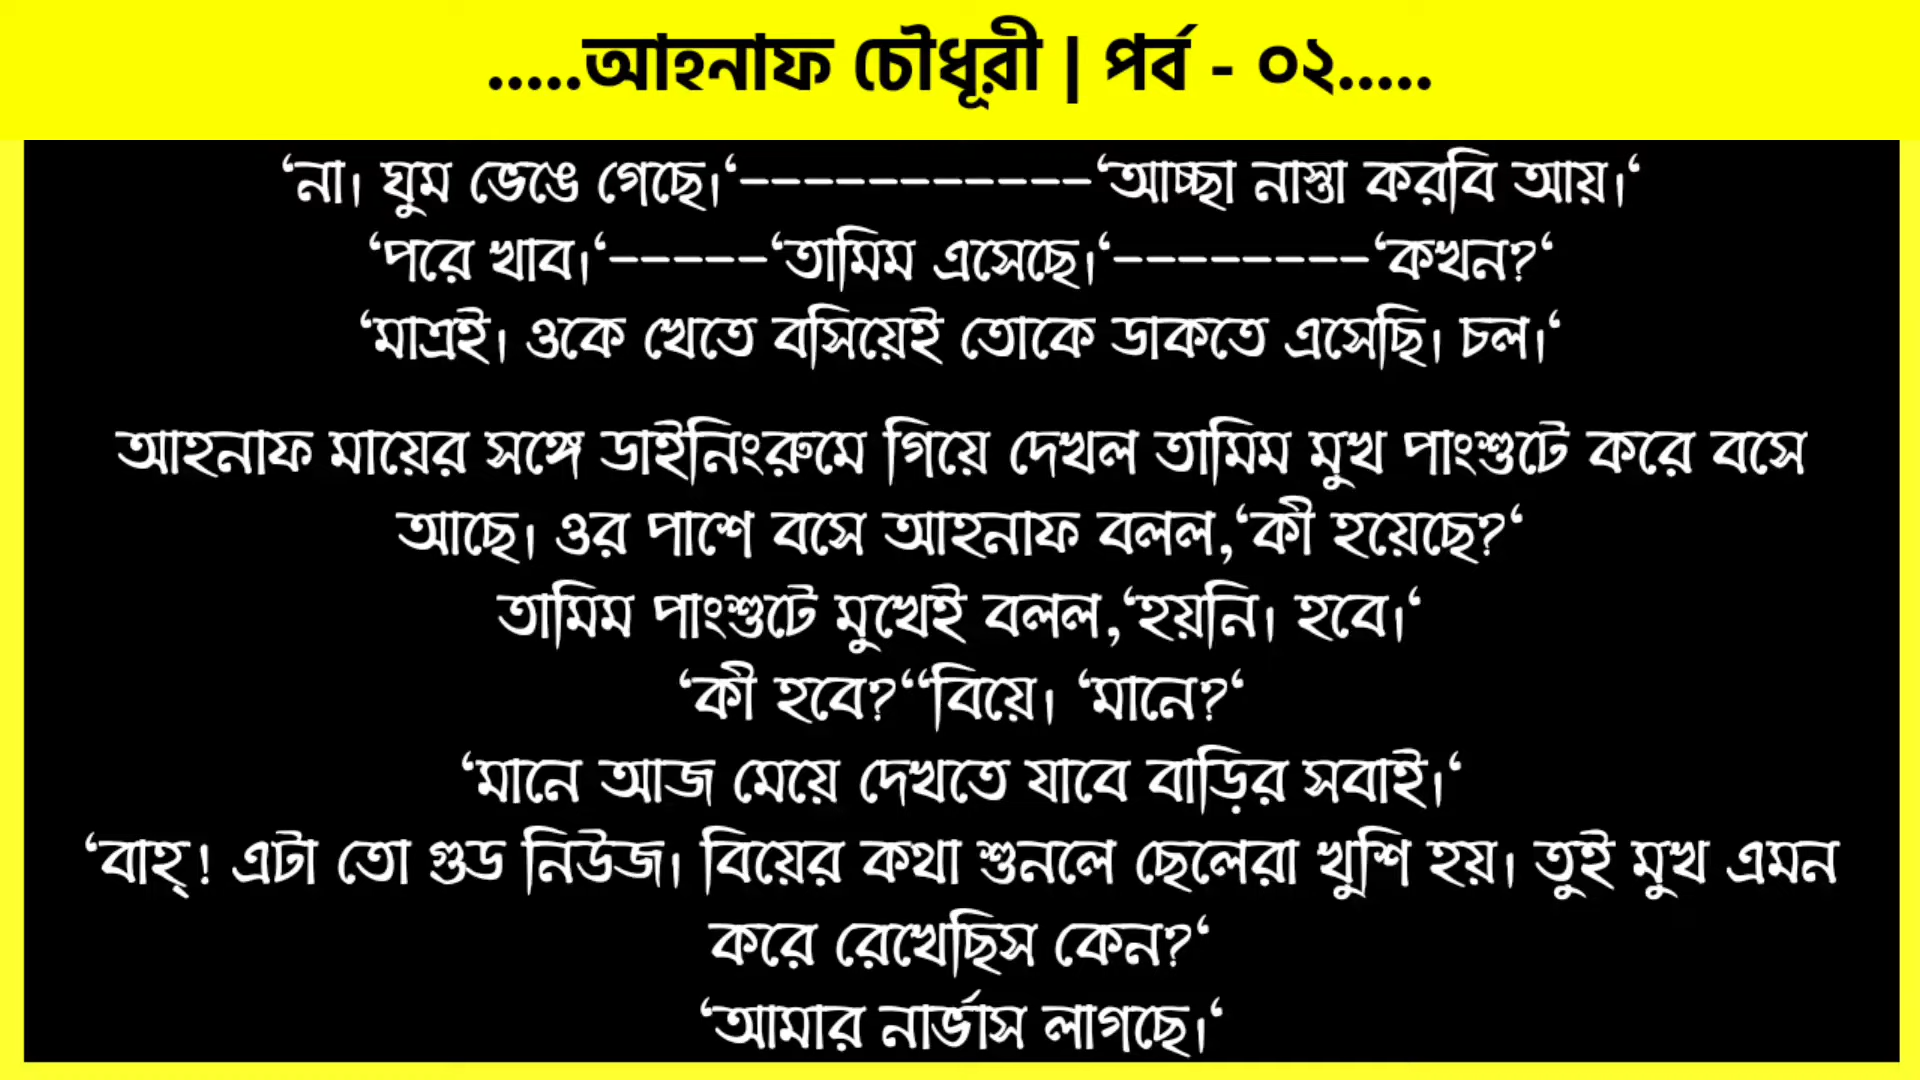 .....আহনাফ চৌধূরী | পর্ব - ০২.....
‘না। ঘুম ভেঙে গেছে।‘-----------‘আচ্ছা নাস্তা করবি আয়।‘
‘পরে খাব।‘-----‘তামিম এসেছে।‘--------‘কখন?‘
‘মাত্রই। ওকে খেতে বসিয়েই তোকে ডাকতে এসেছি। চল।‘
আহনাফ মায়ের সঙ্গে ডাইনিংরুমে গিয়ে দেখল তামিম মুখ পাংশুটে করে বসে
আছে। ওর পাশে বসে আহনাফ বলল,‘কী হয়েছে?‘
তামিম পাংশুটে মুখেই বলল,‘হয়নি। হবে।‘
‘কী হবে?‘‘বিয়ে। ‘মানে?‘
‘মানে আজ মেয়ে দেখতে যাবে বাড়ির সবাই।‘
‘বাহ্! এটা তো গুড নিউজ। বিয়ের কথা শুনলে ছেলেরা খুশি হয়। তুই মুখ এমন
করে রেখেছিস কেন?‘
‘আমার নার্ভাস লাগছে।‘